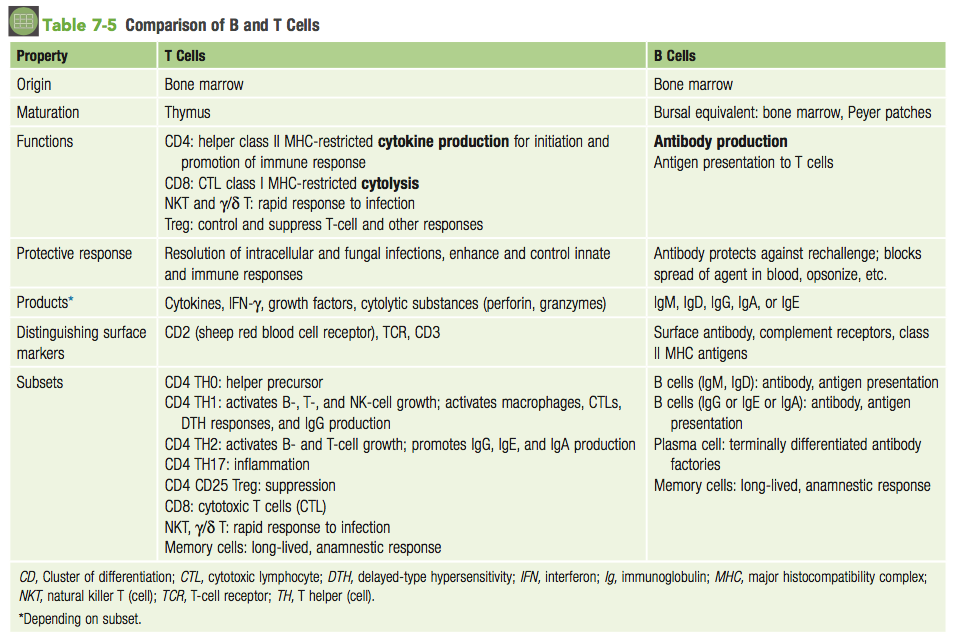 Table 7-5 Comparison of B and T Cells
Property T Cells B Cells
Origin Bone marrow Bone marrow
Maturation Thymus Bursal equivalent: bone marrow, Peyer patches
Functions CD4: helper class II MHC-restricted cytokine production for initiation and
promotion of immune response
CD8: CTL class I MHC-restricted cytolysis
NKT and γ/δ T: rapid response to infection
Treg: control and suppress T-cell and other responses
Antibody production
Antigen presentation to T cells
Protective response Resolution of intracellular and fungal infections, enhance and control innate
and immune responses
Antibody protects against rechallenge; blocks
spread of agent in blood, opsonize, etc.
Products* Cytokines, IFN-γ, growth factors, cytolytic substances (perforin, granzymes) IgM, IgD, IgG, IgA, or IgE
Distinguishing surface
markers
CD2 (sheep red blood cell receptor), TCR, CD3
Surface antibody, complement receptors, class
II MHC antigens
Subsets CD4 TH0: helper precursor
CD4 TH1: activates B-, T-, and NK-cell growth; activates macrophages, CTLs,
DTH responses, and IgG production
CD4 TH2: activates B- and T-cell growth; promotes IgG, IgE, and IgA production
CD4 TH17: inflammation
CD4 CD25 Treg: suppression
CD8: cytotoxic T cells (CTL)
NKT, γ/δ T: rapid response to infection
Memory cells: long-lived, anamnestic response
B cells (IgM, IgD): antibody, antigen presentation
B cells (IgG or IgE or IgA): antibody, antigen
presentation
Plasma cell: terminally differentiated antibody
factories
Memory cells: long-lived, anamnestic response
CD, Cluster of differentiation; CTL, cytotoxic lymphocyte; DTH, delayed-type hypersensitivity; IFN, interferon; Ig, immunoglobulin; MHC, major histocompatibility complex;
NKT, natural killer T (cell); TCR, T-cell receptor; TH, T helper (cell).
*Depending on subset.